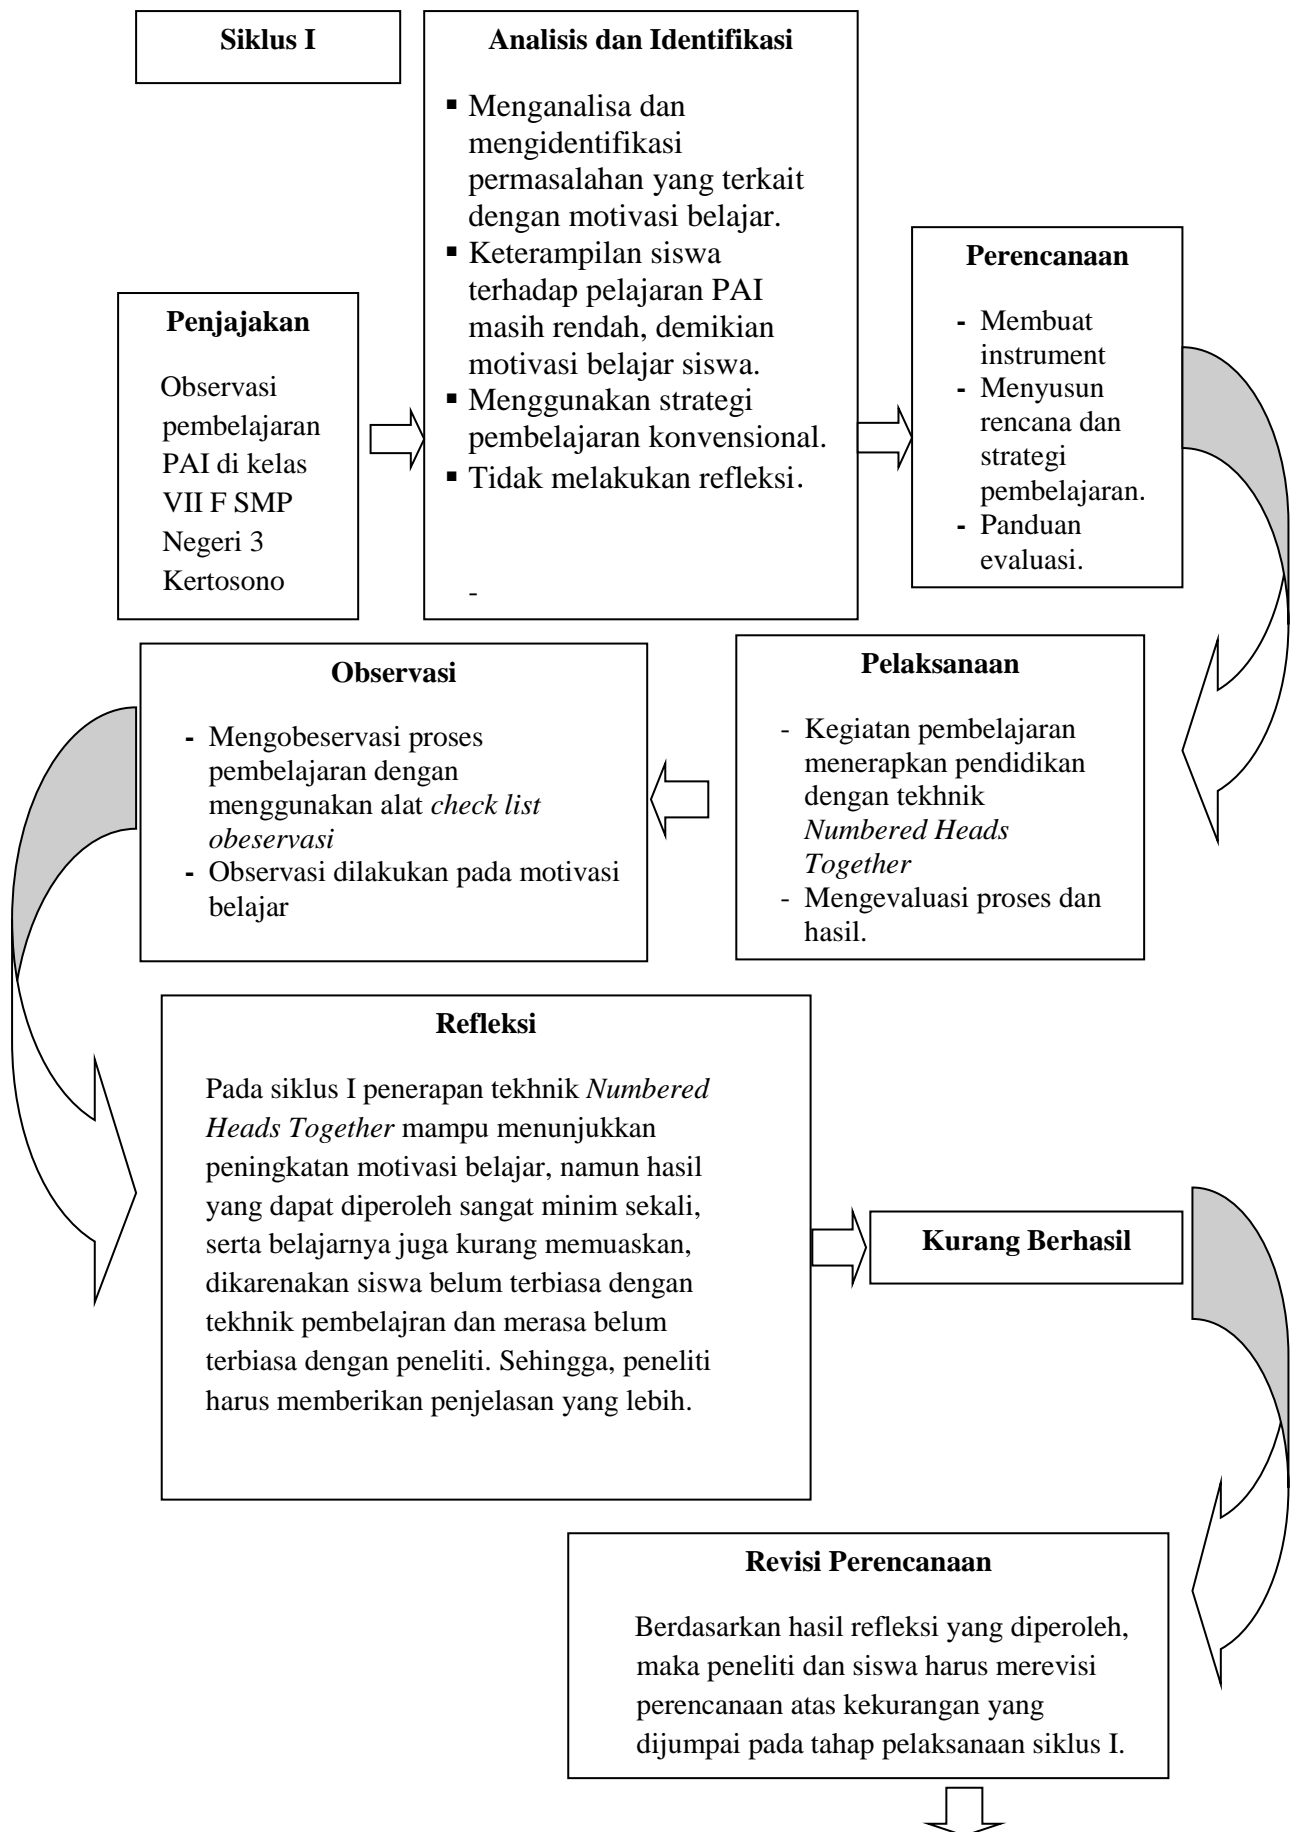 Siklus I
Penjajakan
Observasi
pembelajaran
PAI di kelas
VII F SMP
Negeri 3
Kertosono
Analisis dan Identifikasi
▪ Menganalisa dan
mengidentifikasi
permasalahan yang terkait
dengan motivasi belajar.
▪ Keterampilan siswa
terhadap pelajaran PAI
masih rendah, demikian
motivasi belajar siswa.
▪ Menggunakan strategi
pembelajaran konvensional.
▪ Tidak melakukan refleksi.
-
Perencanaan
- Membuat
instrument
- Menyusun
rencana dan
strategi
pembelajaran.
- Panduan
evaluasi.
Pelaksanaan
- Kegiatan pembelajaran
menerapkan pendidikan
dengan tekhnik
Numbered Heads
Together
- Mengevaluasi proses dan
hasil.
Observasi
- Mengobeservasi proses
pembelajaran dengan
menggunakan alat check list
obeservasi
- Observasi dilakukan pada motivasi
belajar
Refleksi
Pada siklus I penerapan tekhnik Numbered
Heads Together mampu menunjukkan
peningkatan motivasi belajar, namun hasil
yang dapat diperoleh sangat minim sekali,
serta belajarnya juga kurang memuaskan,
dikarenakan siswa belum terbiasa dengan
tekhnik pembelajran dan merasa belum
terbiasa dengan peneliti. Sehingga, peneliti
harus memberikan penjelasan yang lebih.
Kurang Berhasil
Revisi Perencanaan
Berdasarkan hasil refleksi yang diperoleh,
maka peneliti dan siswa harus merevisi
perencanaan atas kekurangan yang
dijumpai pada tahap pelaksanaan siklus I.